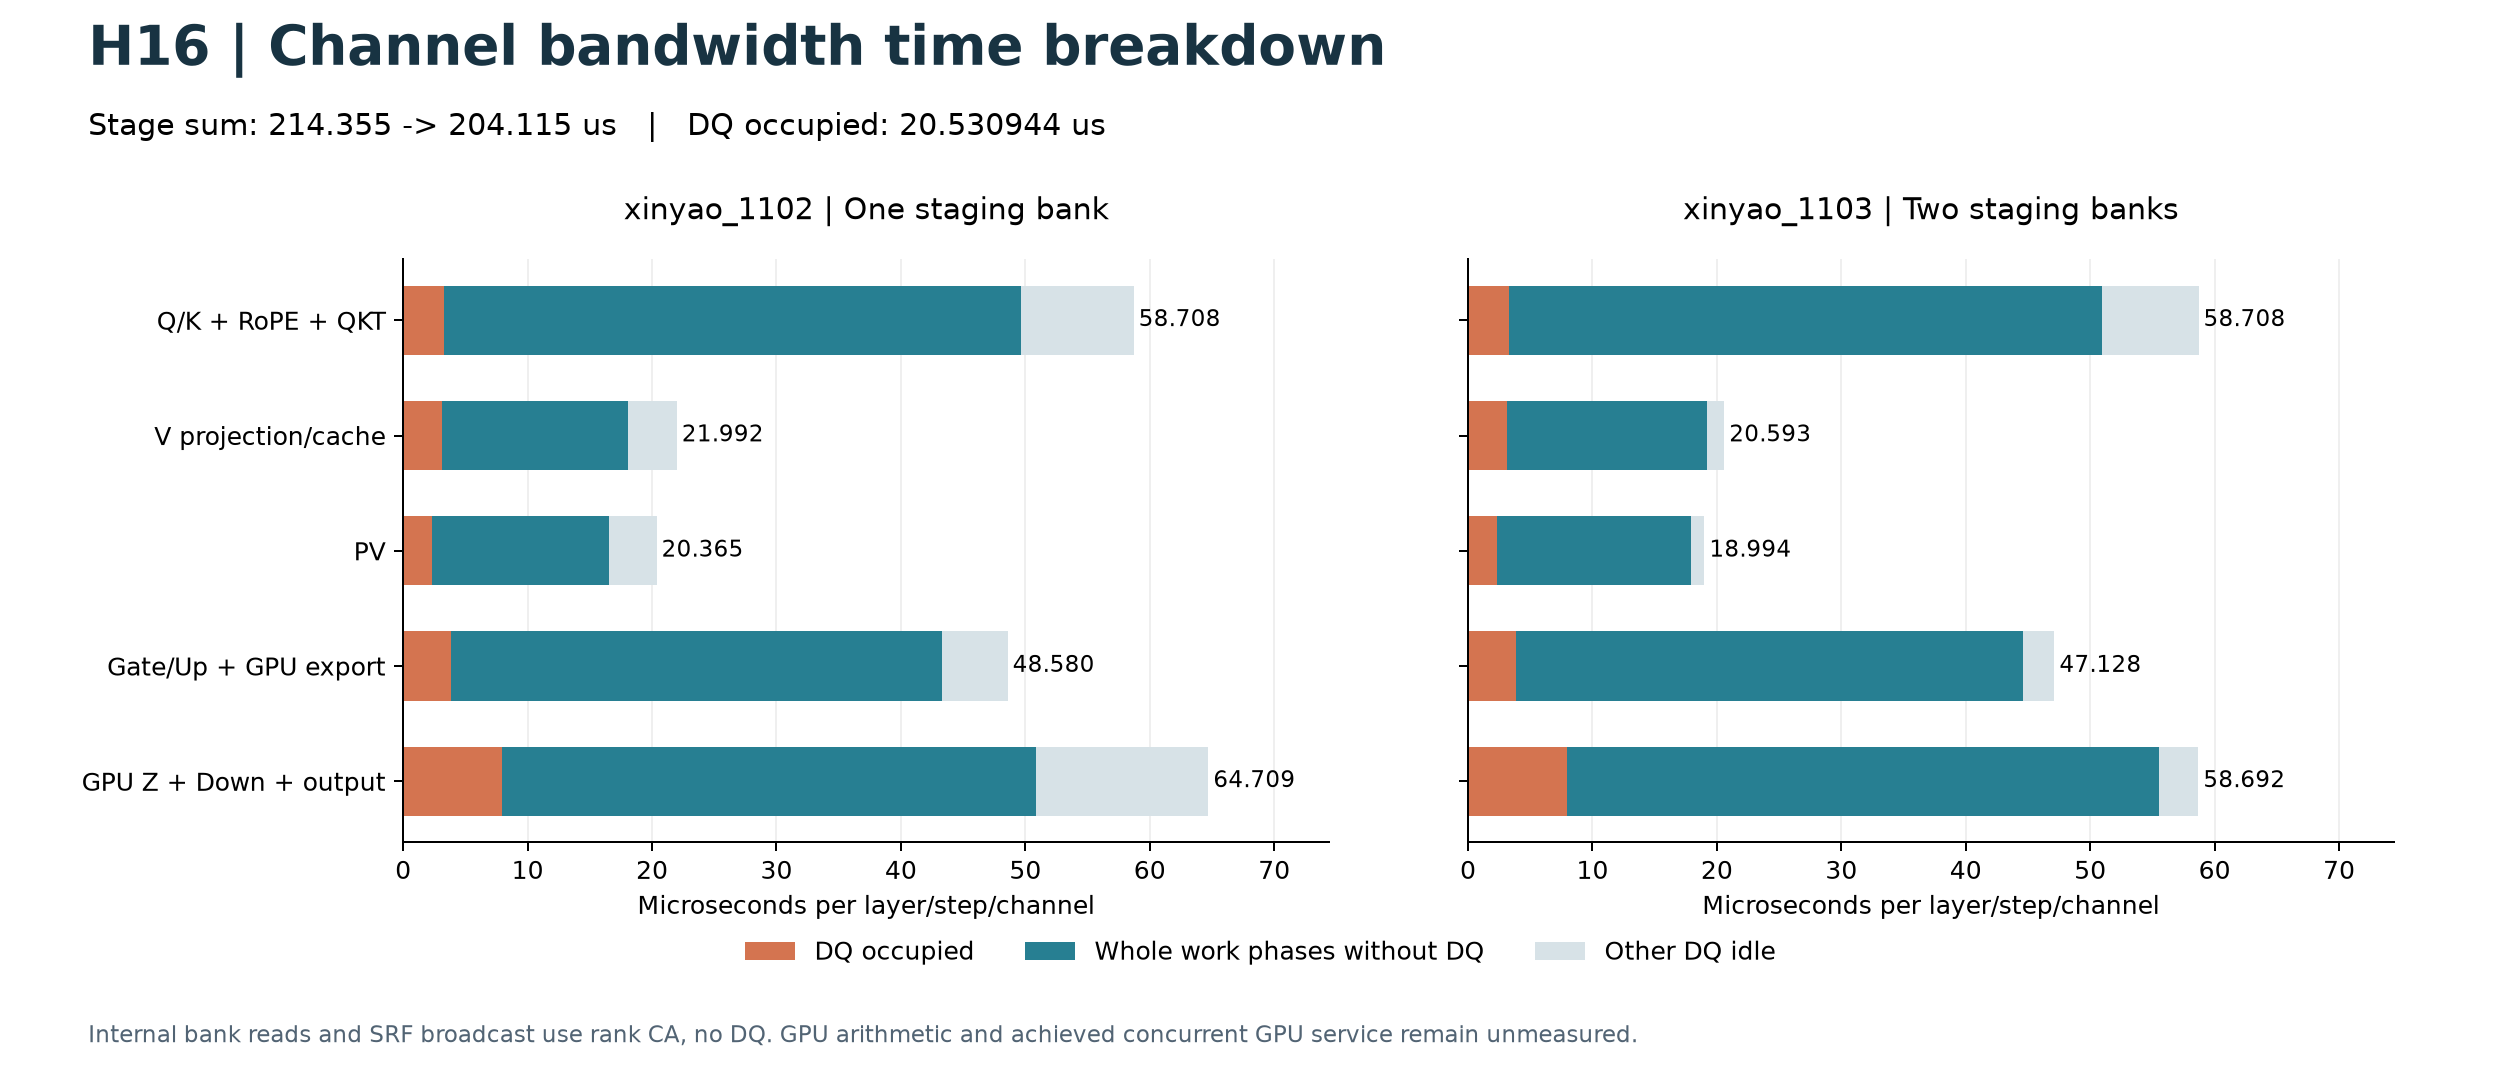 H16 | Channel bandwidth time breakdown
Stage sum: 214.355 -> 204.115 us | DQ occupied: 20.530944 us
xinyao_1102 | One staging bank
Q/K + RoPE + QKT
58.708
V projection/cache
21.992
PV
20.365
Gate/Up + GPU export
48.580
GPU Z + Down + output
64.709
0 10 20 30 40 50 60 70
Microseconds per layer/step/channel
xinyao_1103 | Two staging banks
58.708
20.593
18.994
47.128
58.692
0 10 20 30 40 50 60 70
Microseconds per layer/step/channel
DQ occupied Whole work phases without DQ Other DQ idle
Internal bank reads and SRF broadcast use rank CA, no DQ. GPU arithmetic and achieved concurrent GPU service remain unmeasured.